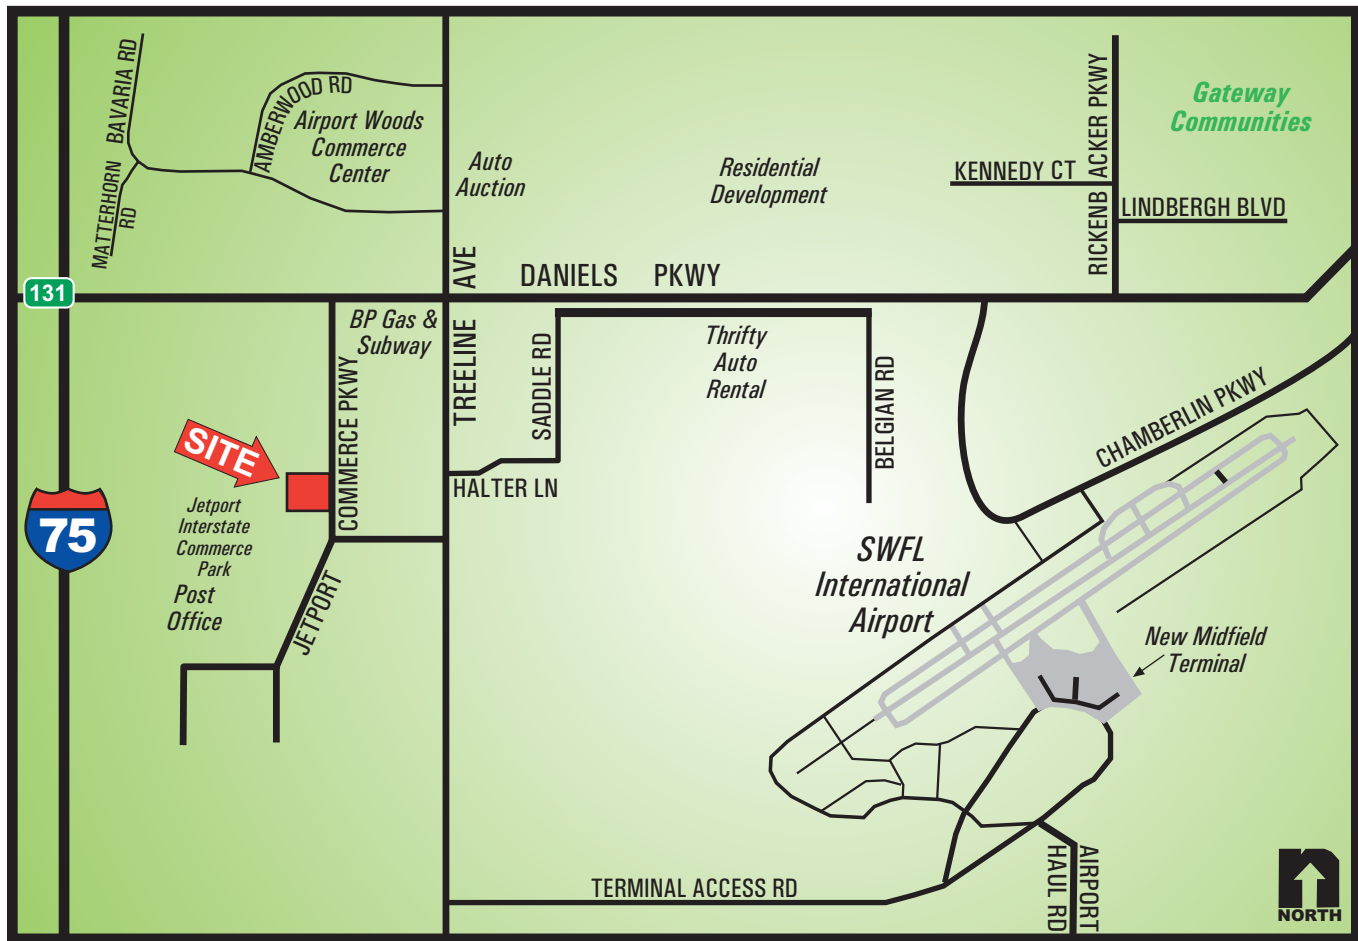 BAVARIA RD
MATTERHORN
RD
AMBERWOOD RD
Airport Woods
Commerce
Center
Auto
Auction
Residential
Development
KENNEDY CT
RICKENB ACKER PKWY
Gateway
Communities
LINDBERGH BLVD
131
DANIELS PKWY
TREELINE AVE
BP Gas &
Subway
COMMERCE PKWY
SADDLE RD
Thrifty
Auto
Rental
BELGIAN RD
CHAMBERLIN PKWY
SITE
HALTER LN
75
Jetport
Interstate
Commerce
Park
Post
Office
JETPORT
SWFL
International
Airport
New Midfield
Terminal
TERMINAL ACCESS RD
AIRPORT
HAUL RD
n
NORTH